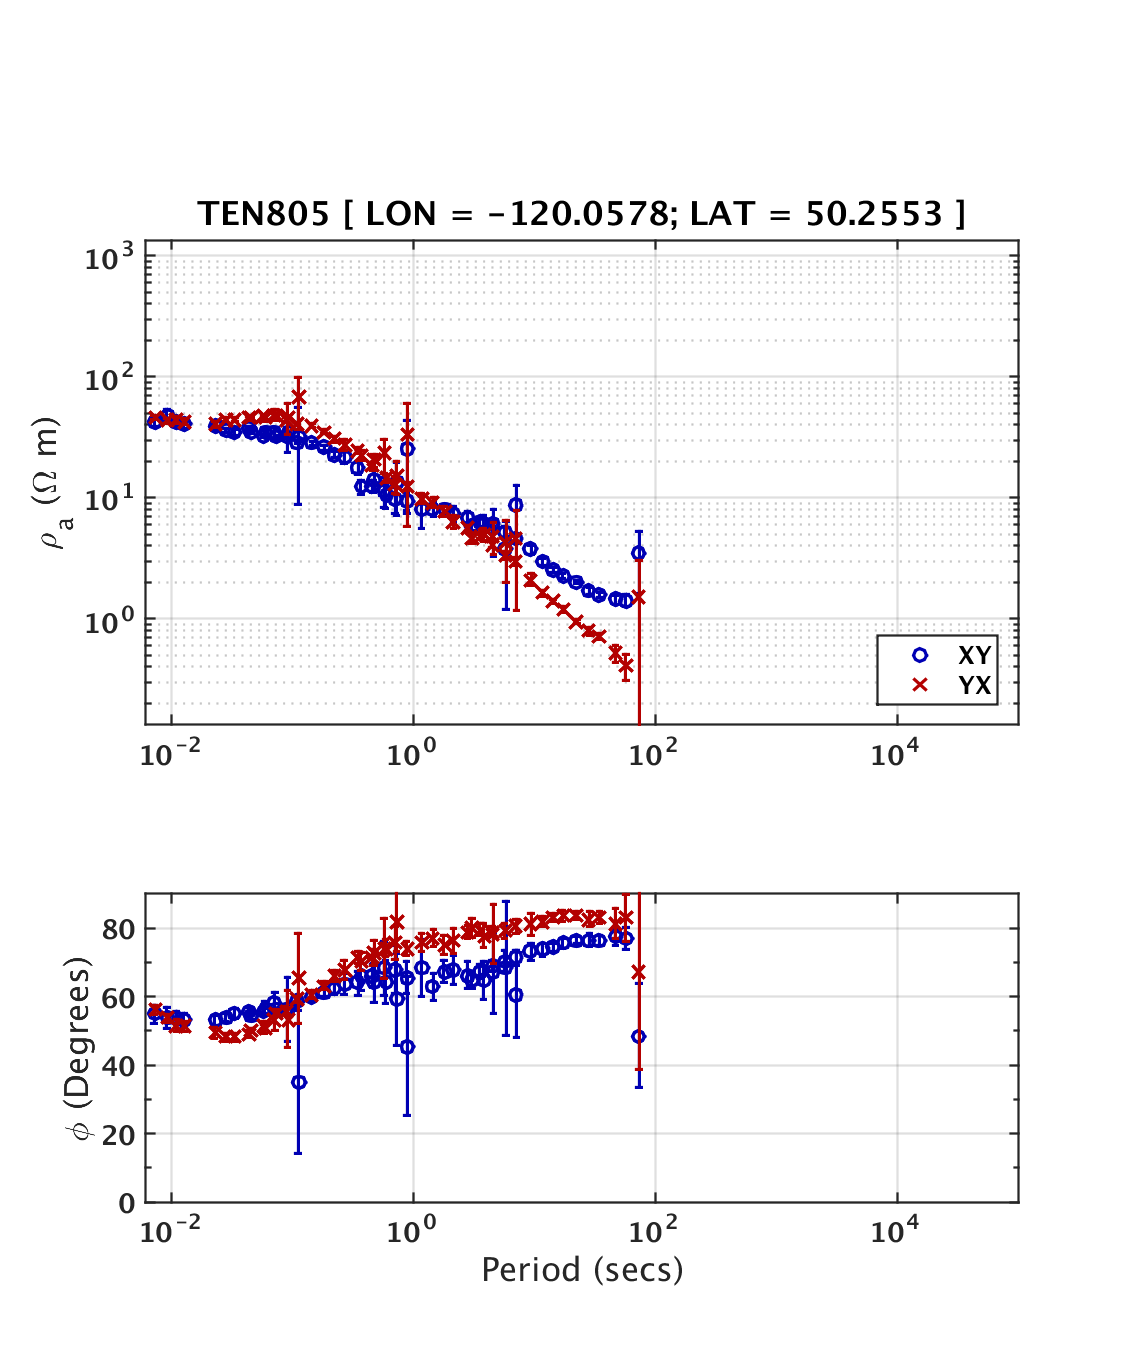 TEN805 [ LON = -120.0578; LAT = 50.2553 ]
10³
10²
10¹
10⁰
ρₐ (Ω m)
XY
YX
10⁻² 10⁰ 10² 10⁴
80
60
40
20
0
ϕ (Degrees)
10⁻² 10⁰ 10² 10⁴
Period (secs)